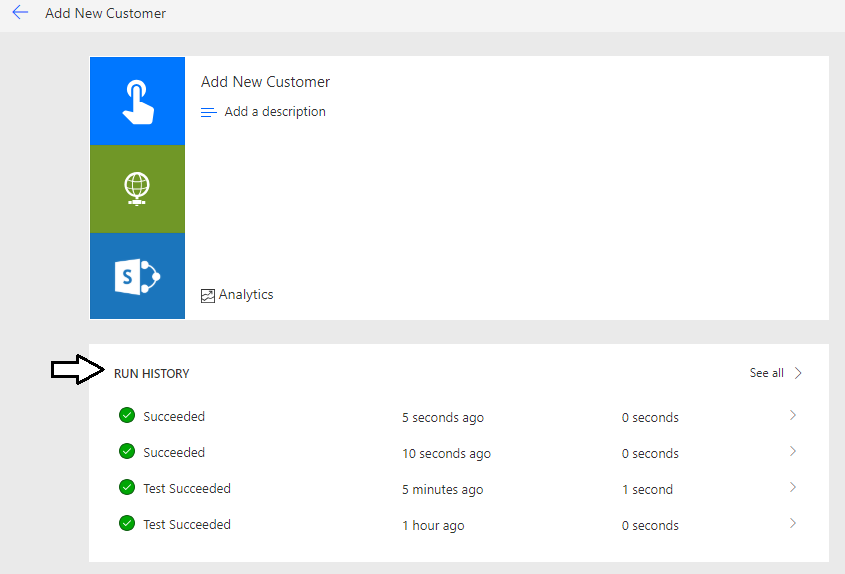 Add New Customer
Add New Customer
Add a description
S
Analytics
RUN HISTORY See all
Succeeded 5 seconds ago 0 seconds
Succeeded 10 seconds ago 0 seconds
Test Succeeded 5 minutes ago 1 second
Test Succeeded 1 hour ago 0 seconds